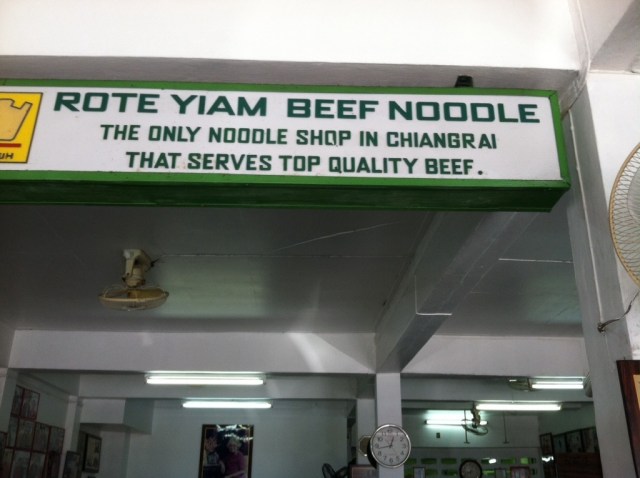 ROTE YIAM BEEF NOODLE
THE ONLY NOODLE SHOP IN CHIANGRAI
THAT SERVES TOP QUALITY BEEF.